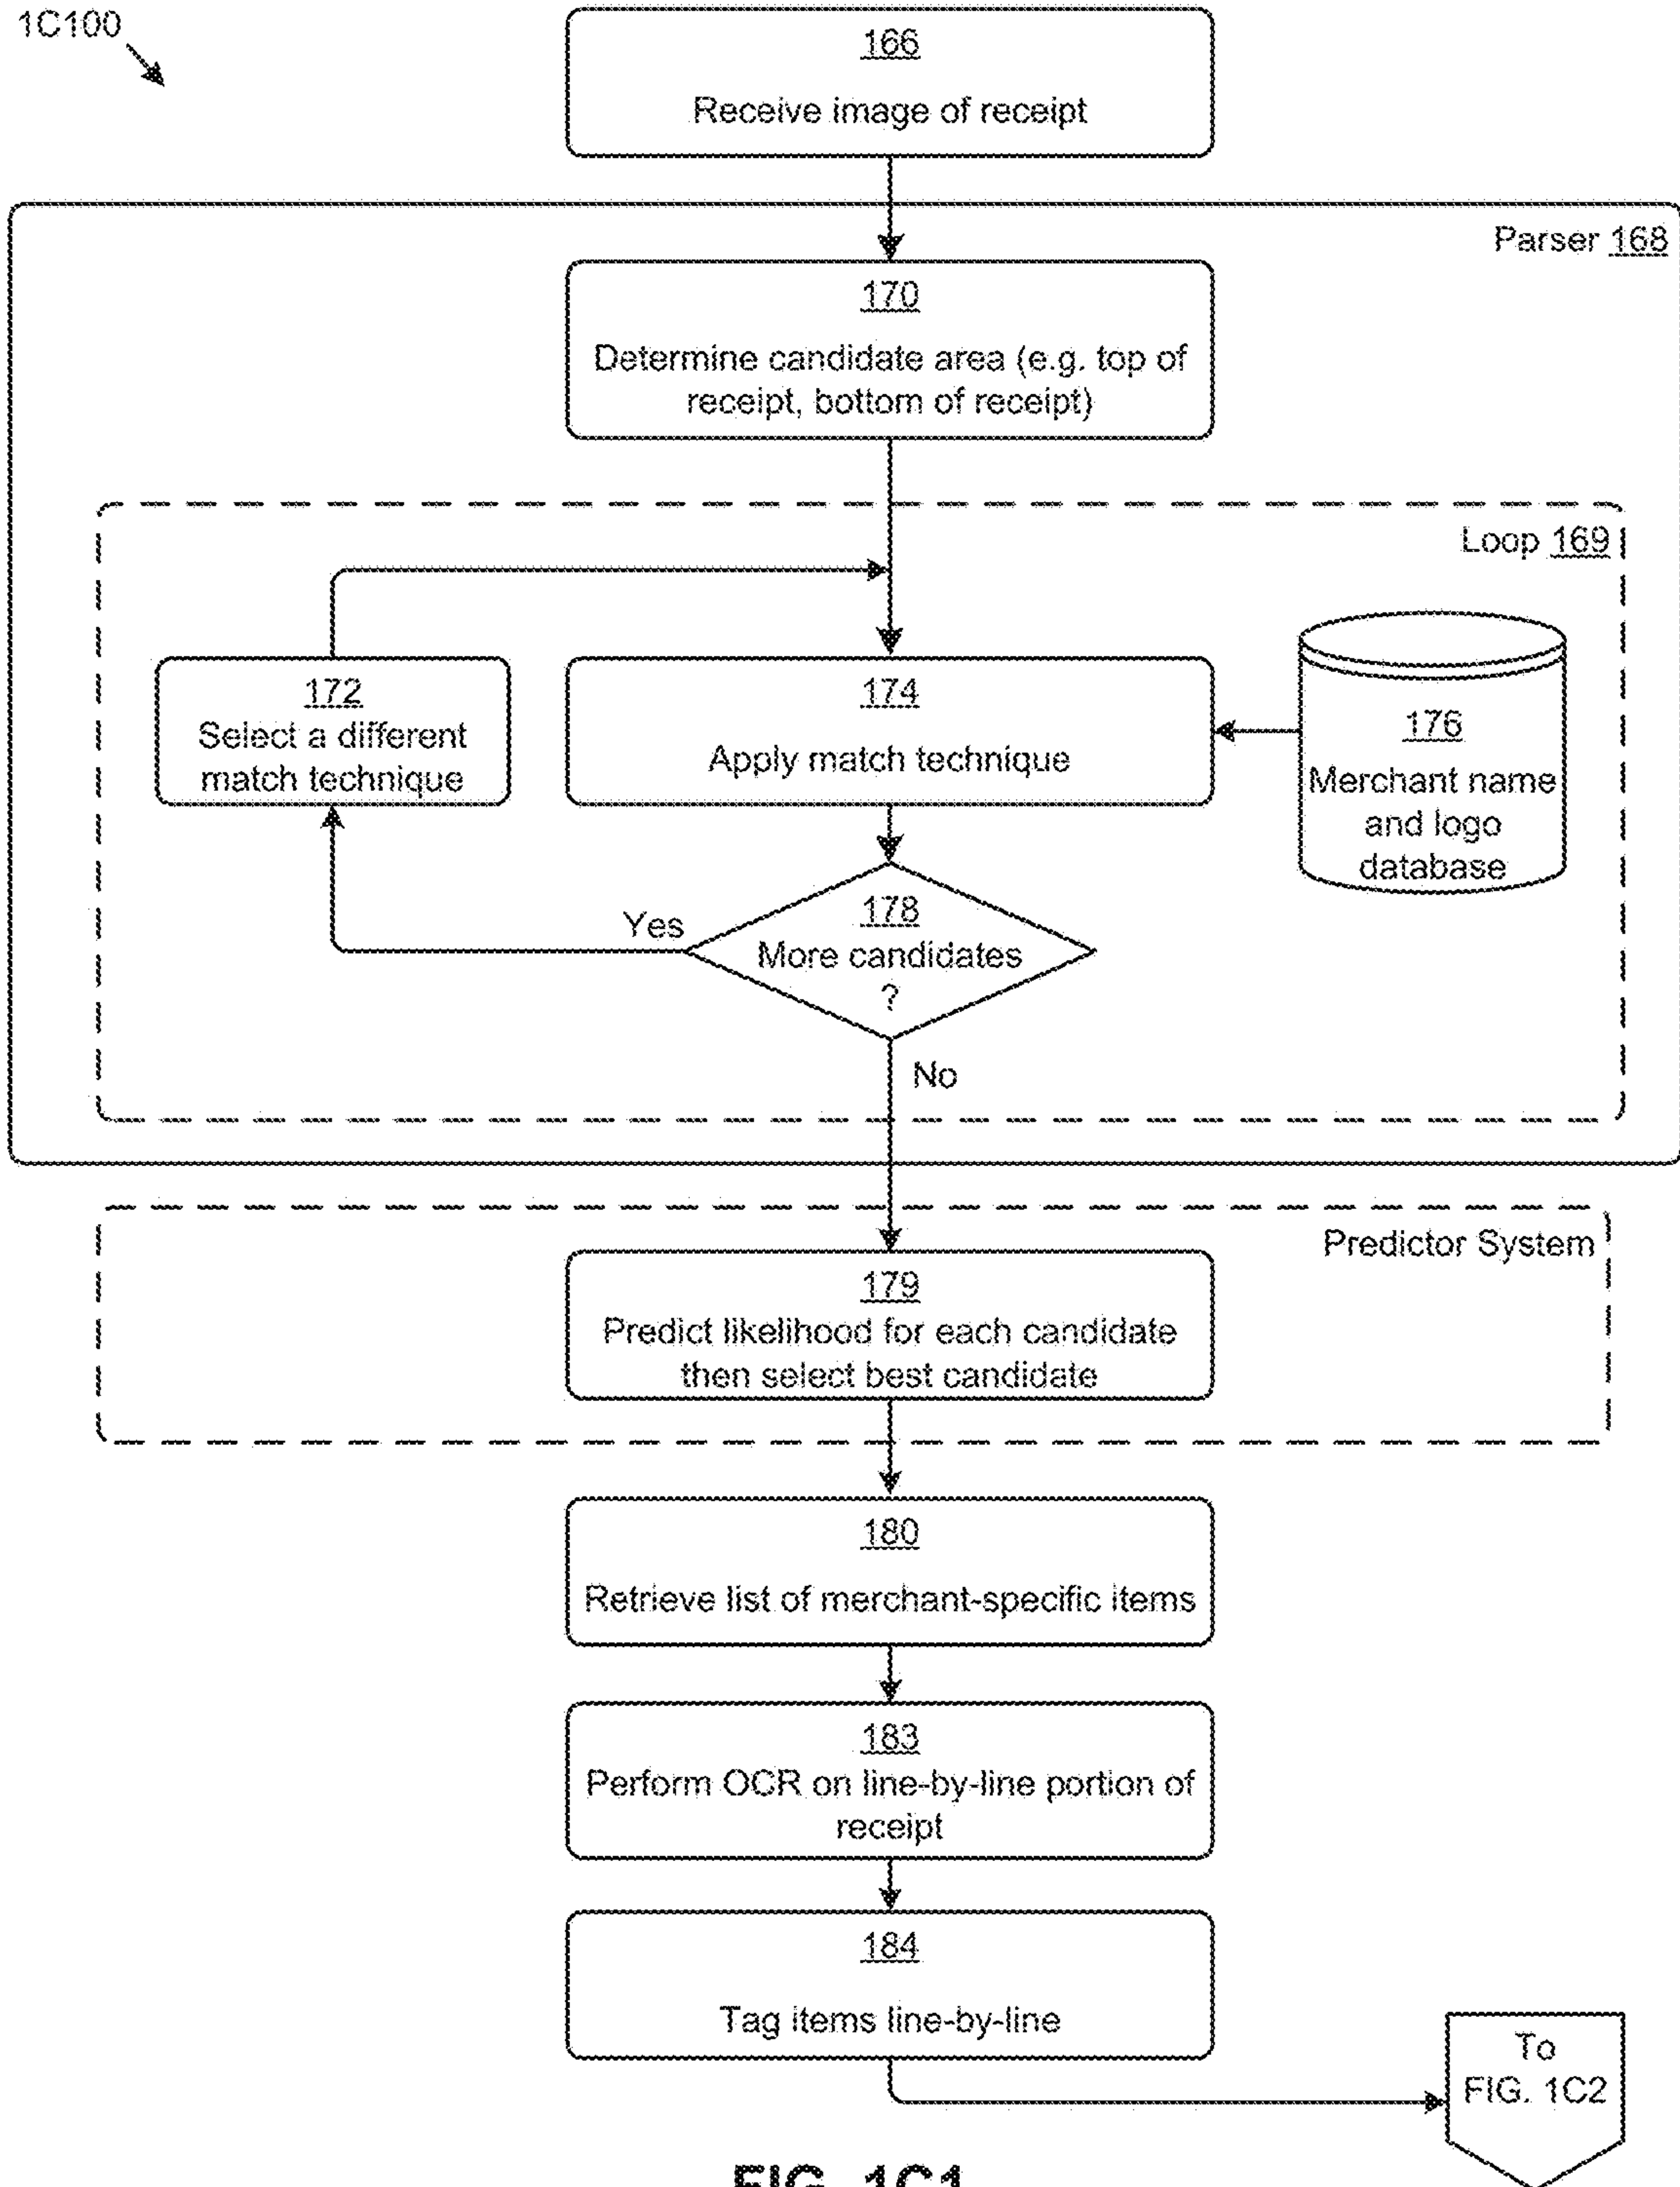 1C100
166
Receive image of receipt
Parser 168
170
Determine candidate area (e.g. top of
receipt, bottom of receipt)
Loop 169
172
Select a different
match technique
174
Apply match technique
176
Merchant name
and logo
database
178
More candidates
?
Yes
No
Predictor System
179
Predict likelihood for each candidate
then select best candidate
180
Retrieve list of merchant-specific items
183
Perform OCR on line-by-line portion of
receipt
184
Tag items line-by-line
To
FIG. 1C2
FIG. 1C1